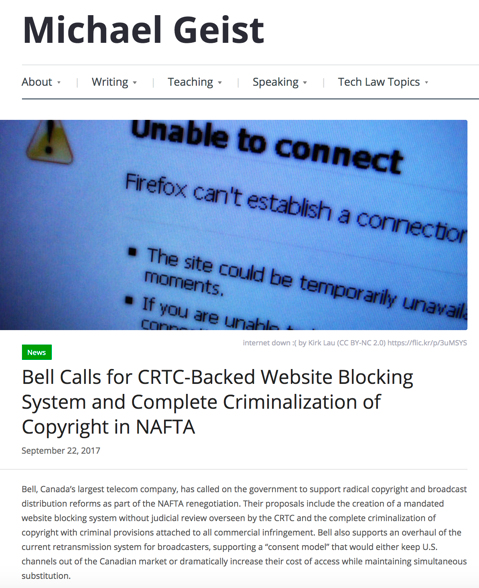 Michael Geist
About
Writing
Teaching
Speaking
Tech Law Topics
Unable to connect
Firefox can't establish a connection
The site could be temporarily
moments.
If you are unable
internet down :( by Kirk Lau (CC BY-NC 2.0) https://flic.kr/p/3uMSYS
News
Bell Calls for CRTC-Backed Website Blocking
System and Complete Criminalization of
Copyright in NAFTA
September 22, 2017
Bell, Canada's largest telecom company, has called on the government to support radical copyright and broadcast
distribution reforms as part of the NAFTA renegotiation. Their proposals include the creation of a mandated
website blocking system without judicial review overseen by the CRTC and the complete criminalization of
copyright with criminal provisions attached to all commercial infringement. Bell also supports an overhaul of the
current retransmission system for broadcasters, supporting a “consent model” that would either keep U.S.
channels out of the Canadian market or dramatically increase their cost of access while maintaining simultaneous
substitution.